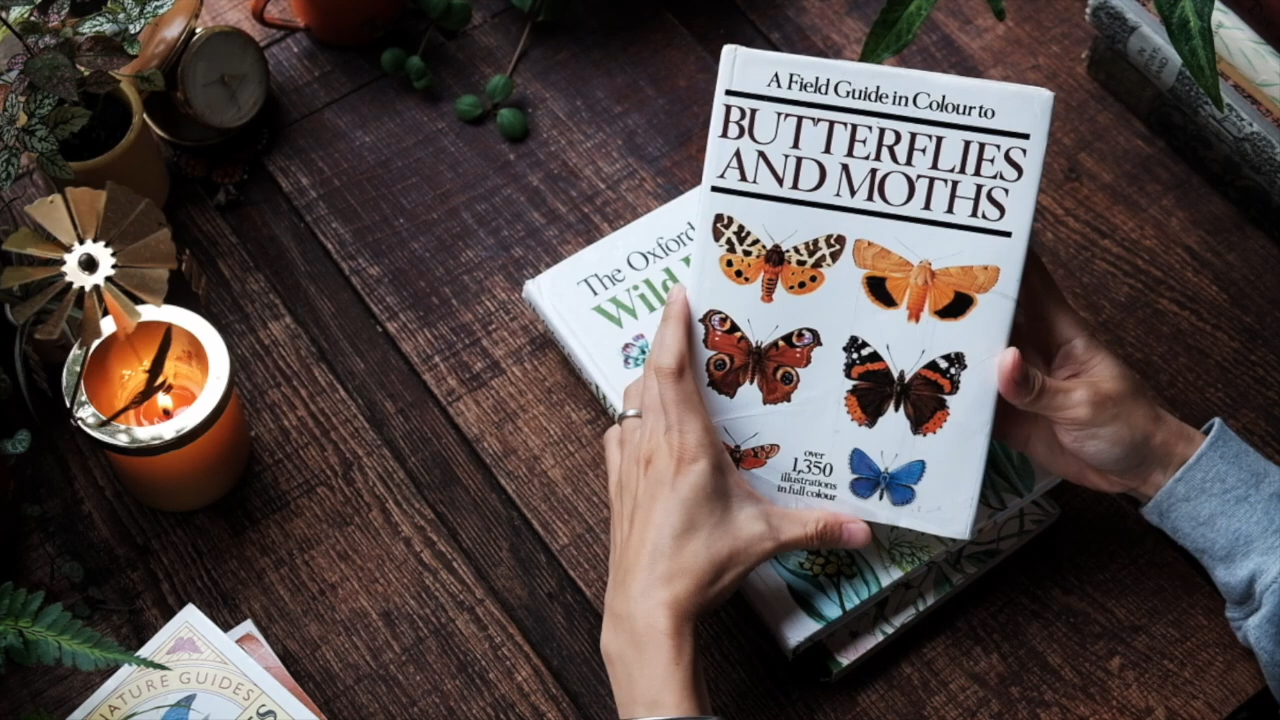 A Field Guide in Colour to
BUTTERFLIES
AND MOTHS
over
1,350
illustrations
in full colour
The Oxford
Wild
NATURE GUIDES